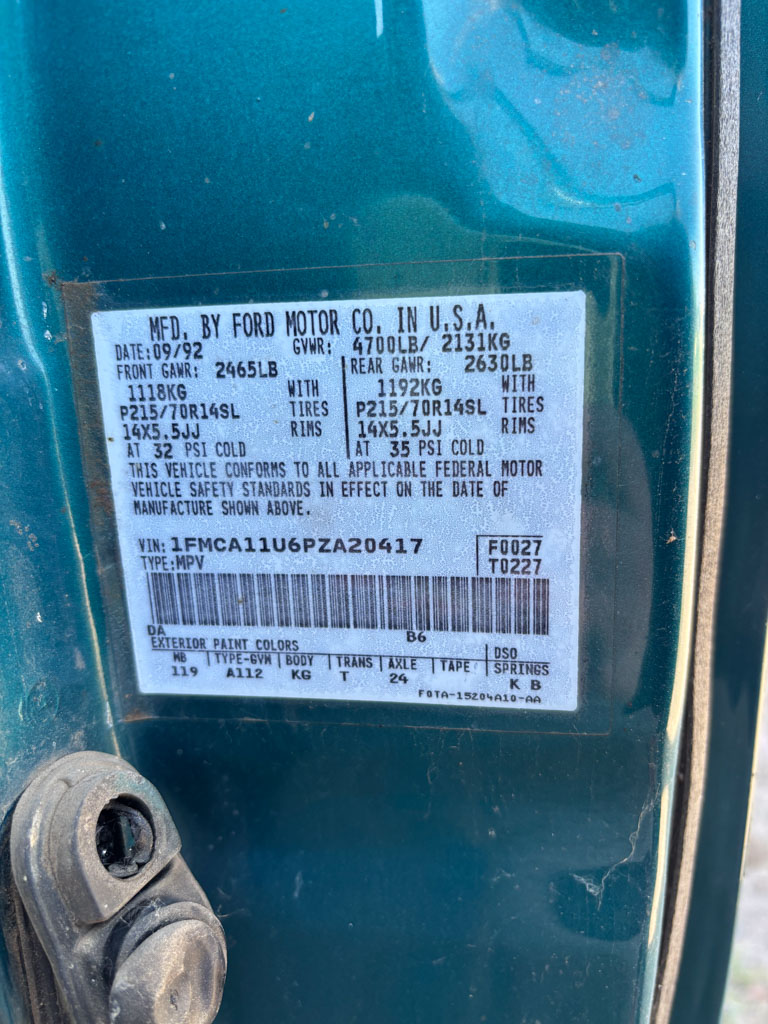 MFD. BY FORD MOTOR CO. IN U.S.A.
DATE: 09/92 GVWR: 4700LB/ 2131KG
FRONT GAWR: 2465LB REAR GAWR: 2630LB
1118KG WITH 1192KG WITH
P215/70R14SL TIRES P215/70R14SL TIRES
14X5.5JJ RIMS 14X5.5JJ RIMS
AT 32 PSI COLD AT 35 PSI COLD
THIS VEHICLE CONFORMS TO ALL APPLICABLE FEDERAL MOTOR
VEHICLE SAFETY STANDARDS IN EFFECT ON THE DATE OF
MANUFACTURE SHOWN ABOVE.
VIN: 1FMCA11U6PZA20417 F0027
TYPE: MPV T0227
DA B6
EXTERIOR PAINT COLORS DSO
WB TYPE-GVW BODY TRANS AXLE TAPE SPRINGS
119 A112 KG T 24 K B
F0TA-15204A10-AA